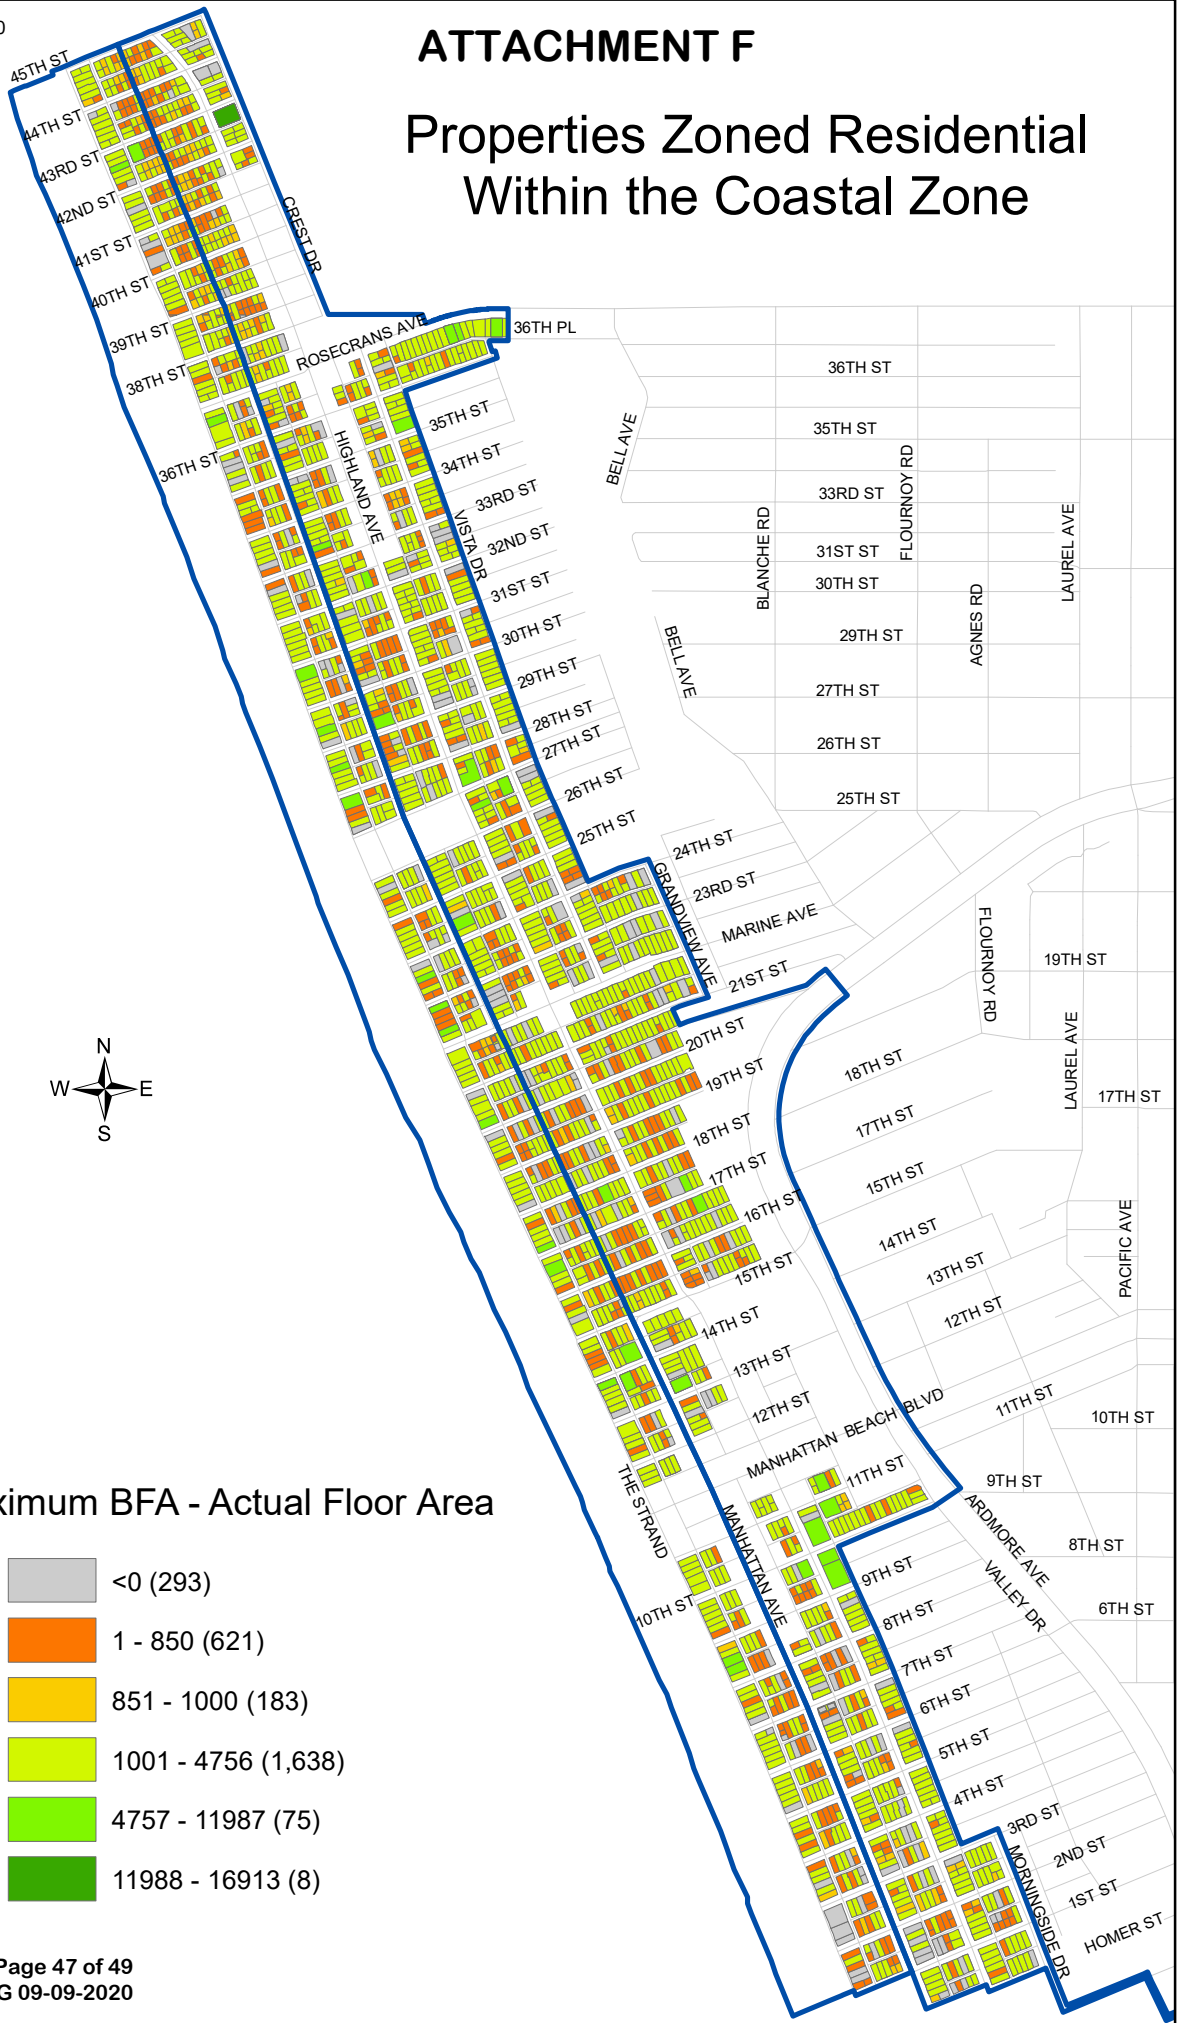 ATTACHMENT F
Properties Zoned Residential
Within the Coastal Zone
45TH ST
44TH ST
43RD ST
42ND ST
41ST ST
40TH ST
39TH ST
38TH ST
36TH ST
CREST DR
ROSECRANS AVE
36TH PL
HIGHLAND AVE
VISTA DR
35TH ST
34TH ST
33RD ST
32ND ST
31ST ST
30TH ST
29TH ST
28TH ST
27TH ST
26TH ST
25TH ST
BELL AVE
BELL AVE
36TH ST
35TH ST
33RD ST
31ST ST
30TH ST
29TH ST
27TH ST
26TH ST
25TH ST
BLANCHE RD
FLOURNOY RD
AGNES RD
LAUREL AVE
24TH ST
23RD ST
MARINE AVE
21ST ST
GRANDVIEW AVE
20TH ST
19TH ST
18TH ST
17TH ST
16TH ST
15TH ST
14TH ST
13TH ST
12TH ST
FLOURNOY RD
19TH ST
LAUREL AVE
17TH ST
18TH ST
17TH ST
15TH ST
14TH ST
13TH ST
12TH ST
PACIFIC AVE
MANHATTAN BEACH BLVD
11TH ST
11TH ST
10TH ST
9TH ST
8TH ST
6TH ST
ARDMORE AVE
VALLEY DR
THE STRAND
MANHATTAN AVE
10TH ST
9TH ST
8TH ST
7TH ST
6TH ST
5TH ST
4TH ST
3RD ST
2ND ST
1ST ST
HOMER ST
MORNINGSIDE DR
N
W E
S
ximum BFA - Actual Floor Area
<0 (293)
1 - 850 (621)
851 - 1000 (183)
1001 - 4756 (1,638)
4757 - 11987 (75)
11988 - 16913 (8)
Page 47 of 49
G 09-09-2020